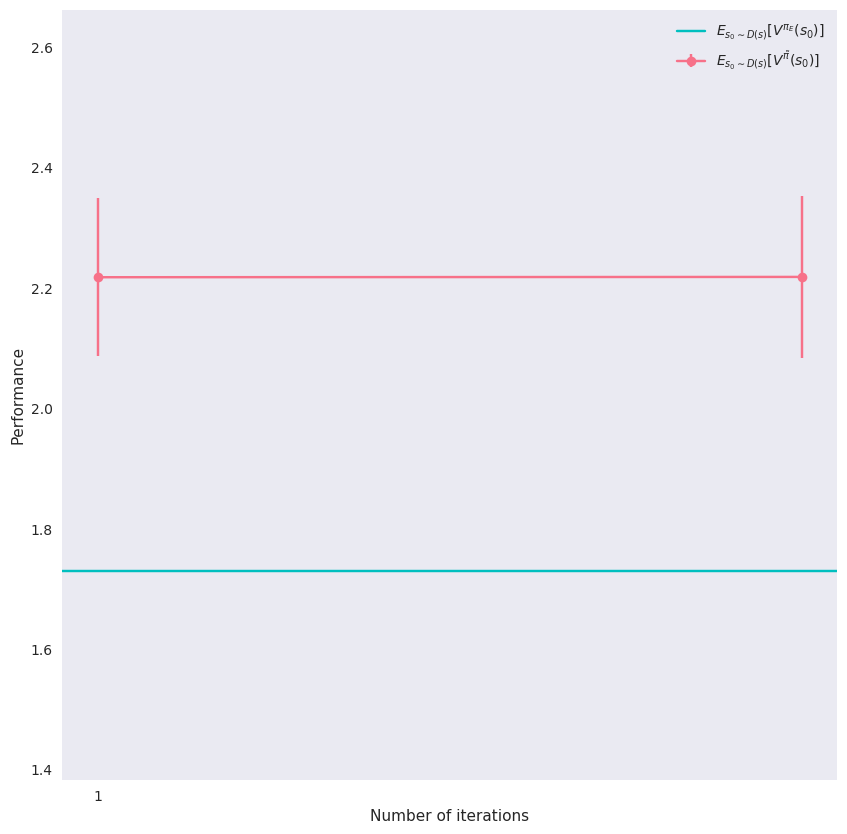 $E_{s_0 \sim D(s)}[V^{\pi_E}(s_0)]$
$E_{s_0 \sim D(s)}[V^{\tilde{\pi}}(s_0)]$
2.6
2.4
2.2
2.0
1.8
1.6
1.4
Performance
1
Number of iterations